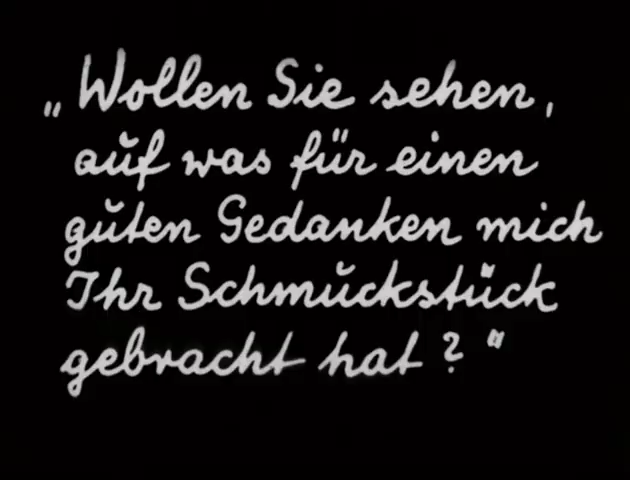 „Wollen Sie sehen,
auf was für einen
guten Gedanken mich
Ihr Schmuckstück
gebracht hat?“